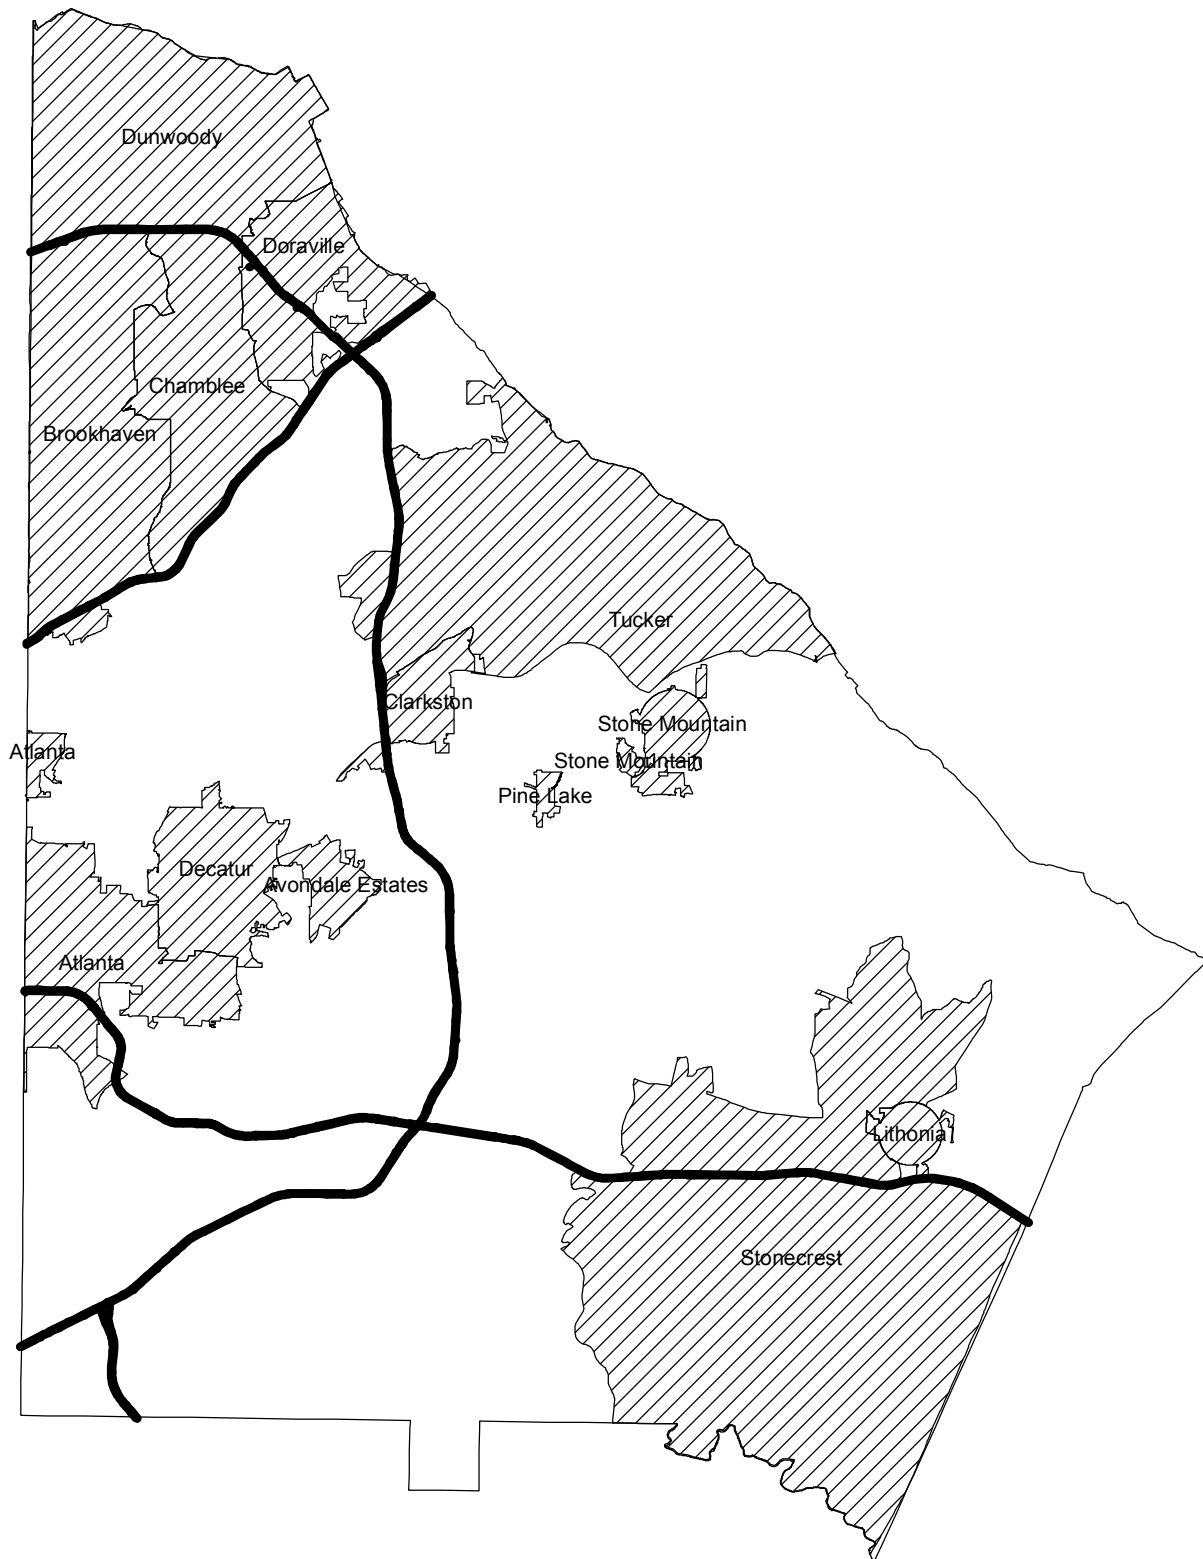 Dunwoody
Doraville
Chamblee
Brookhaven
Tucker
Clarkston
Stone Mountain
Atlanta
Stone Mountain
Pine Lake
Decatur
Avondale Estates
Atlanta
Lithonia
Stonecrest